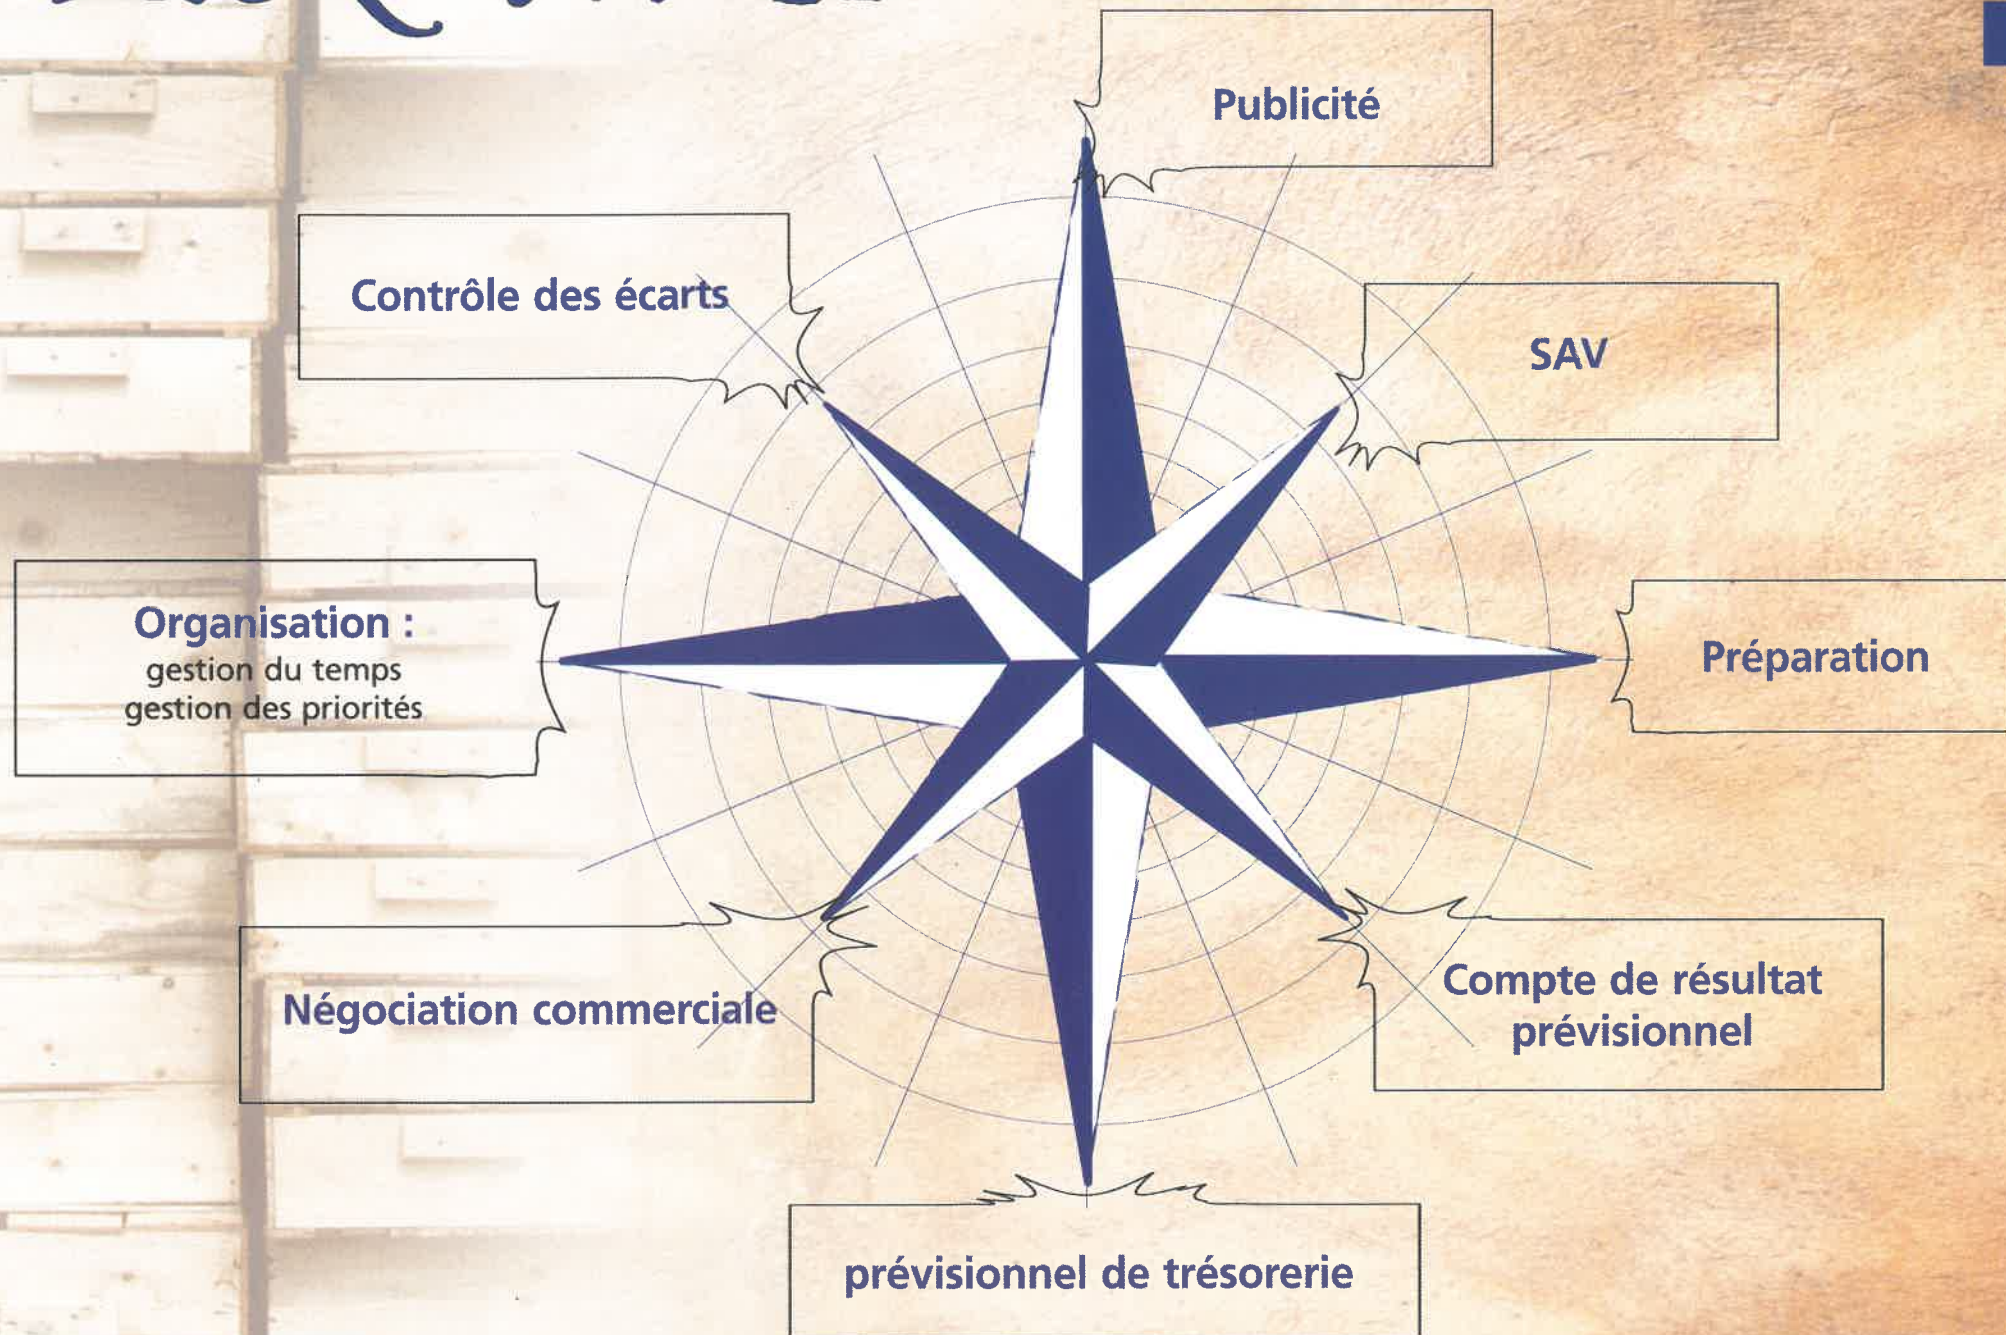 Publicité
Contrôle des écarts
SAV
Organisation :
gestion du temps
gestion des priorités
Préparation
Négociation commerciale
Compte de résultat
prévisionnel
prévisionnel de trésorerie